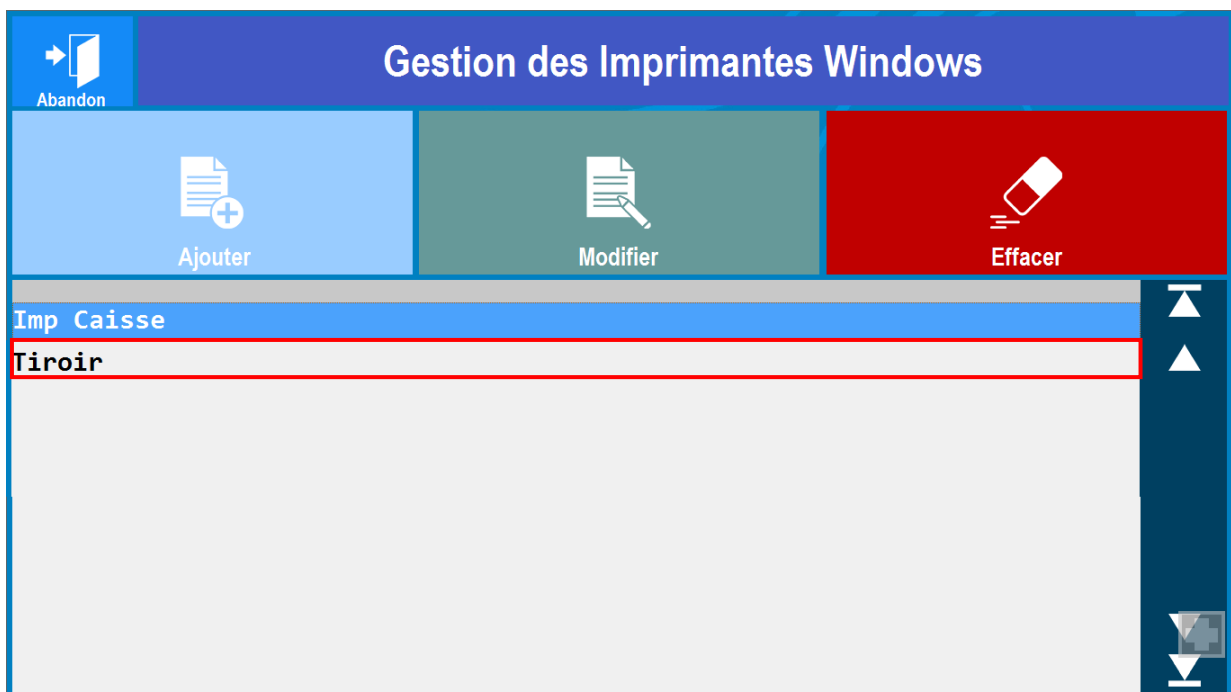 Abandon
Gestion des Imprimantes Windows
Ajouter
Modifier
Effacer
Imp Caisse
Tiroir